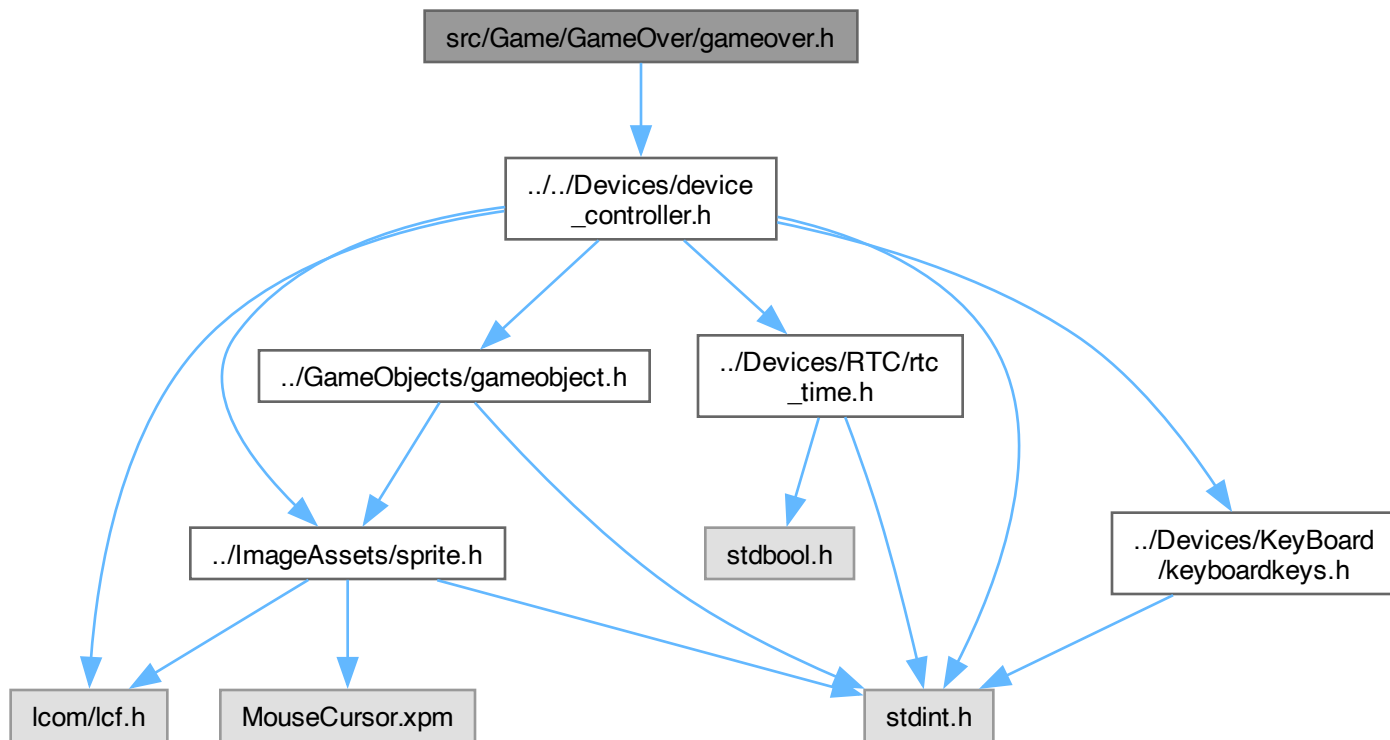 src/Game/GameOver/gameover.h
../../Devices/device
_controller.h
../GameObjects/gameobject.h
../Devices/RTC/rtc
_time.h
../ImageAssets/sprite.h
stdbool.h
../Devices/KeyBoard
/keyboardkeys.h
lcom/lcf.h
MouseCursor.xpm
stdint.h